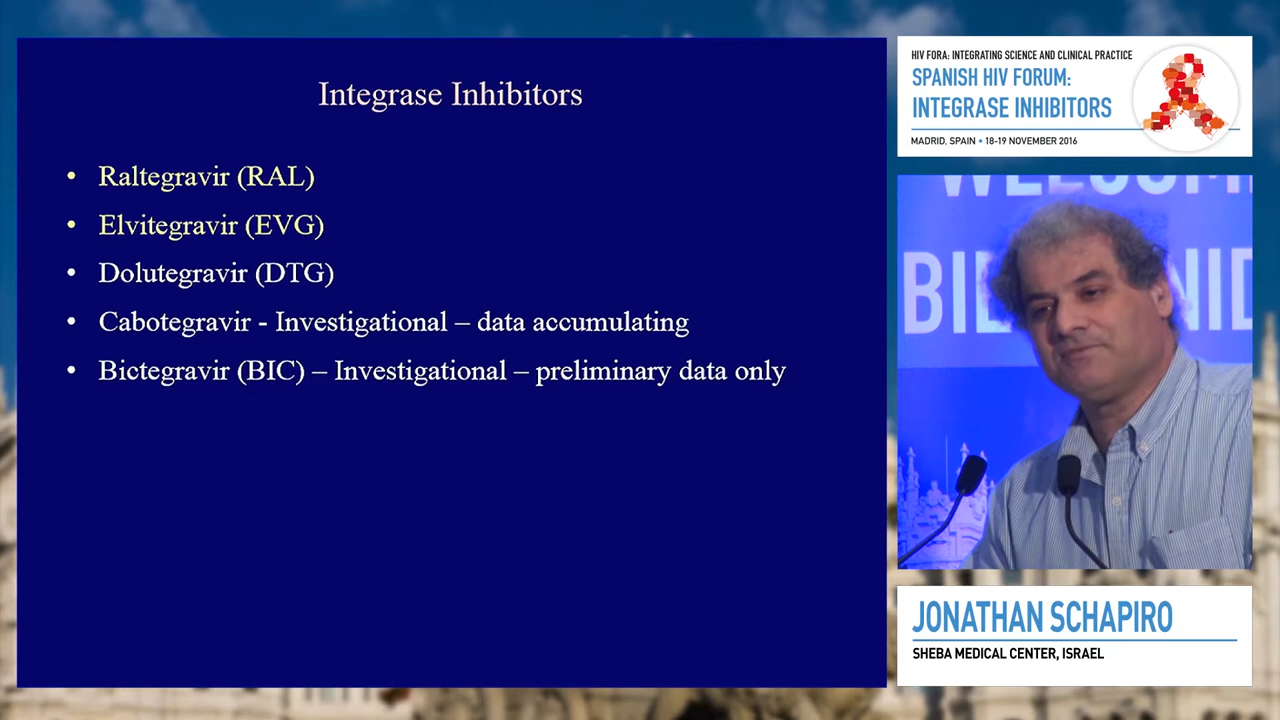 Integrase Inhibitors
• Raltegravir (RAL)
• Elvitegravir (EVG)
• Dolutegravir (DTG)
• Cabotegravir - Investigational – data accumulating
• Bictegravir (BIC) – Investigational – preliminary data only
HIV FORA: INTEGRATING SCIENCE AND CLINICAL PRACTICE
SPANISH HIV FORUM:
INTEGRASE INHIBITORS
MADRID, SPAIN • 18-19 NOVEMBER 2016
JONATHAN SCHAPIRO
SHEBA MEDICAL CENTER, ISRAEL